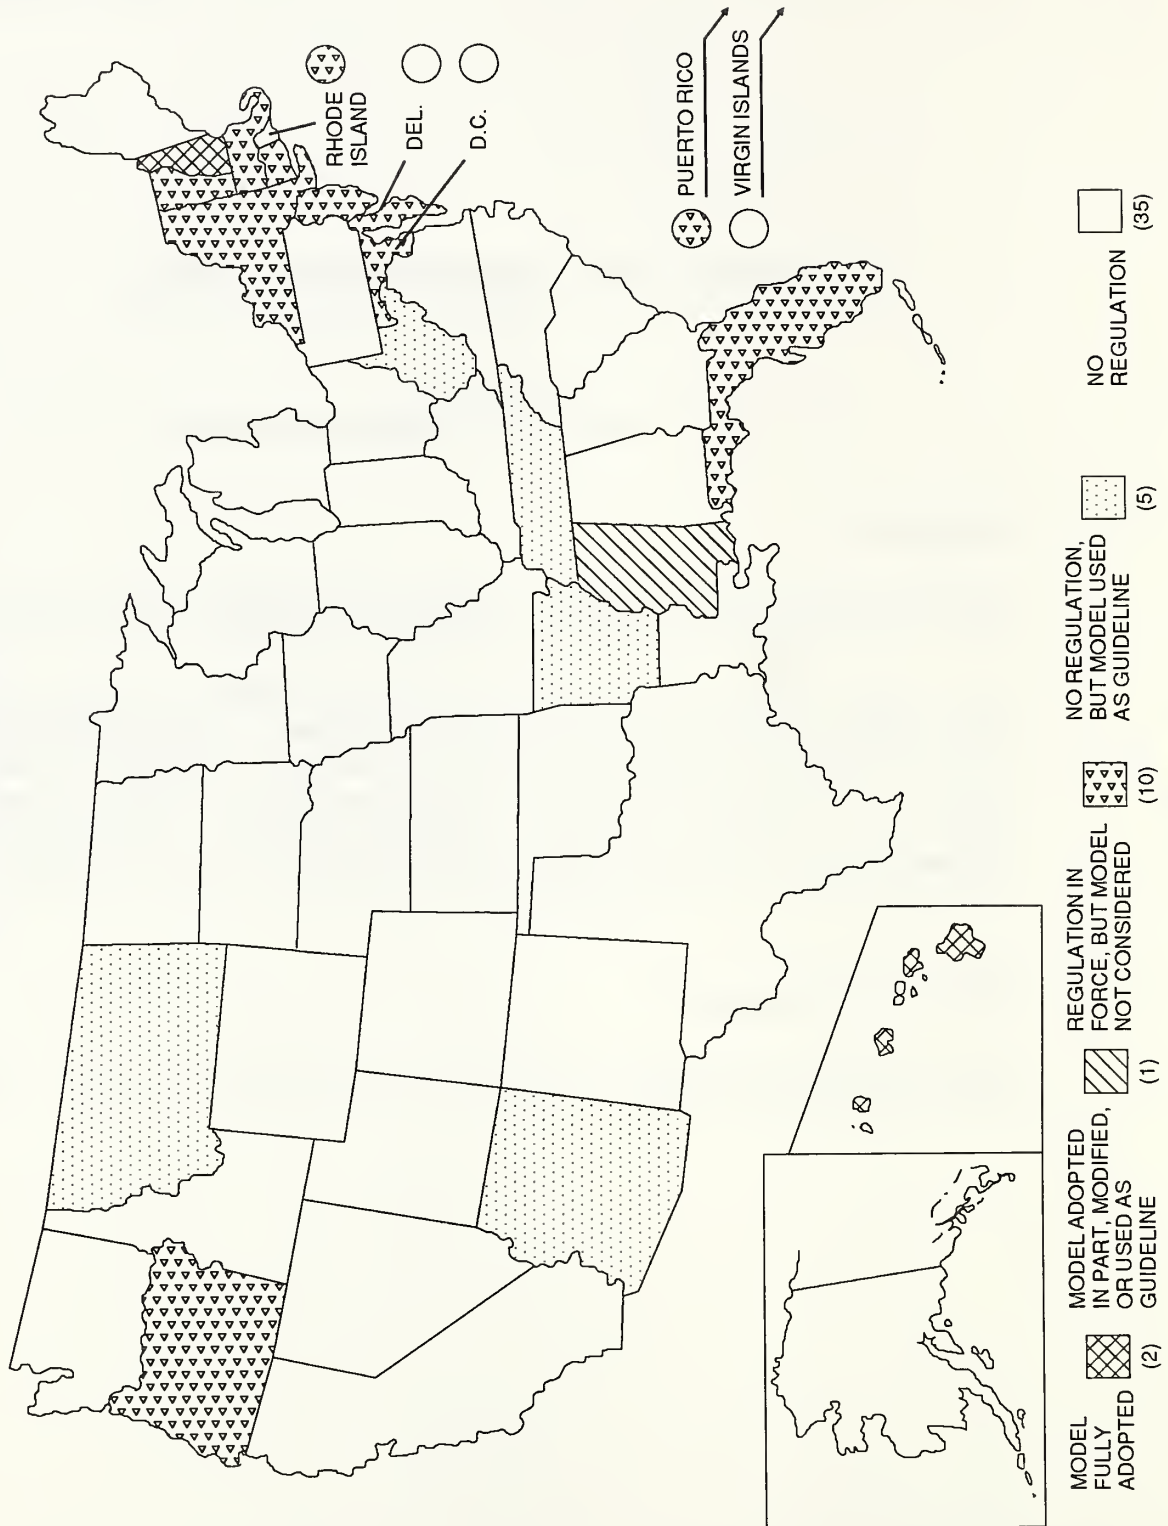 RHODE
ISLAND
DEL.
D.C.
PUERTO RICO
VIRGIN ISLANDS
MODEL
FULLY
ADOPTED
(2)
MODEL ADOPTED
IN PART, MODIFIED,
OR USED AS
GUIDELINE
(1)
REGULATION IN
FORCE, BUT MODEL
NOT CONSIDERED
(10)
NO REGULATION,
BUT MODEL USED
AS GUIDELINE
(5)
NO
REGULATION
(35)